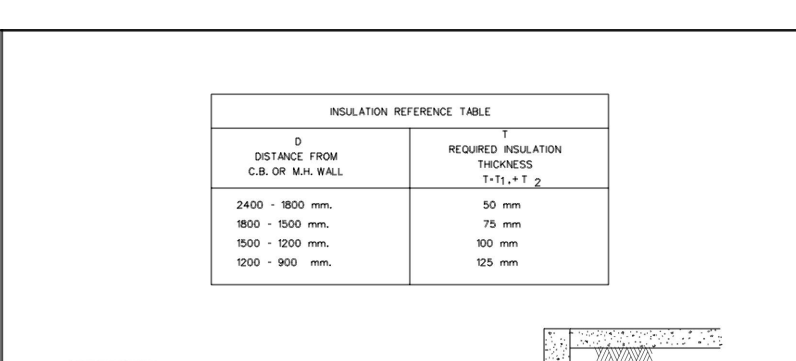 INSULATION REFERENCE TABLE
D
DISTANCE FROM
C.B. OR M.H. WALL
T
REQUIRED INSULATION
THICKNESS
T=T1,+T 2
2400 - 1800 mm.
50 mm
1800 - 1500 mm.
75 mm
1500 - 1200 mm.
100 mm
1200 - 900 mm.
125 mm